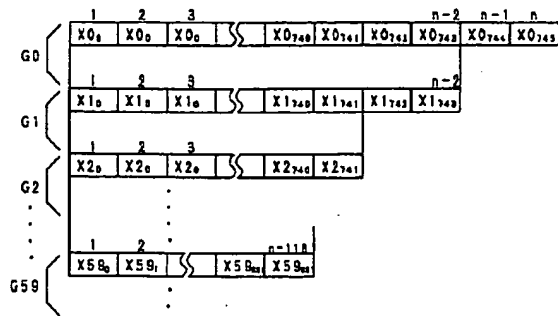 1 2 3 n-2 n-1 n
G0 X0₀ X0₀ X0₀ X0₇₄₀ X0₇₄₁ X0₇₄₂ X0₇₄₃ X0₇₄₄ X0₇₄₅
1 2 3 n-2
G1 X1₀ X1₀ X1₀ X1₇₄₀ X1₇₄₁ X1₇₄₂ X1₇₄₃
1 2 3
G2 X2₀ X2₀ X2₀ X2₇₄₀ X2₇₄₁
1 2 n-118
G59 X59₀ X59₁